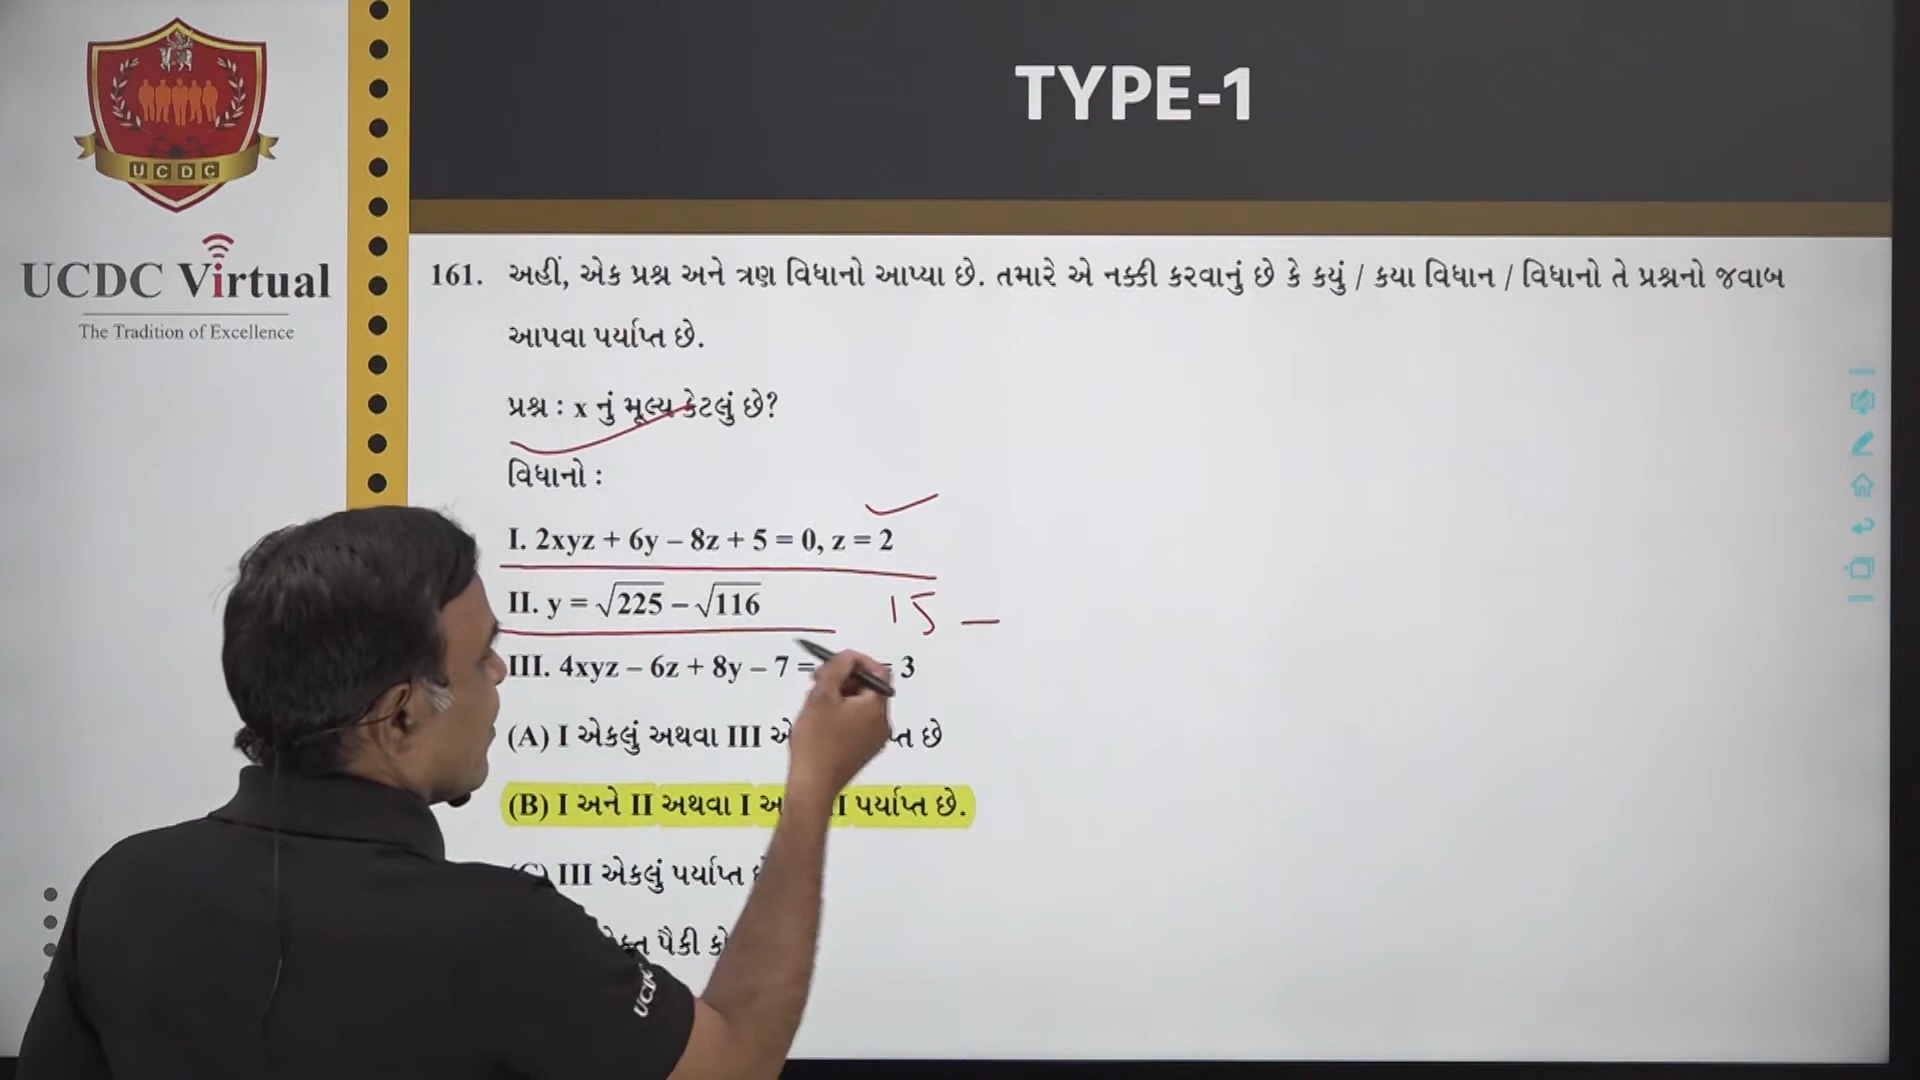 UCDC
UCDC Virtual
The Tradition of Excellence
TYPE-1
161. અહીં, એક પ્રશ્ન અને ત્રણ વિધાનો આપ્યા છે. તમારે એ નક્કી કરવાનું છે કે કયું / કયા વિધાન / વિધાનો તે પ્રશ્નનો જવાબ
આપવા પર્યાપ્ત છે.
પ્રશ્ન : x નું મૂલ્ય કેટલું છે?
વિધાનો :
I. 2xyz + 6y – 8z + 5 = 0, z = 2
II. y = √225 – √116 15 –
III. 4xyz – 6z + 8y – 7 = 3
(A) I એકલું અથવા III છે
(B) I અને II અથવા I પર્યાપ્ત છે.
(C) III એકલું પર્યાપ્ત
પૈકી
UCDC